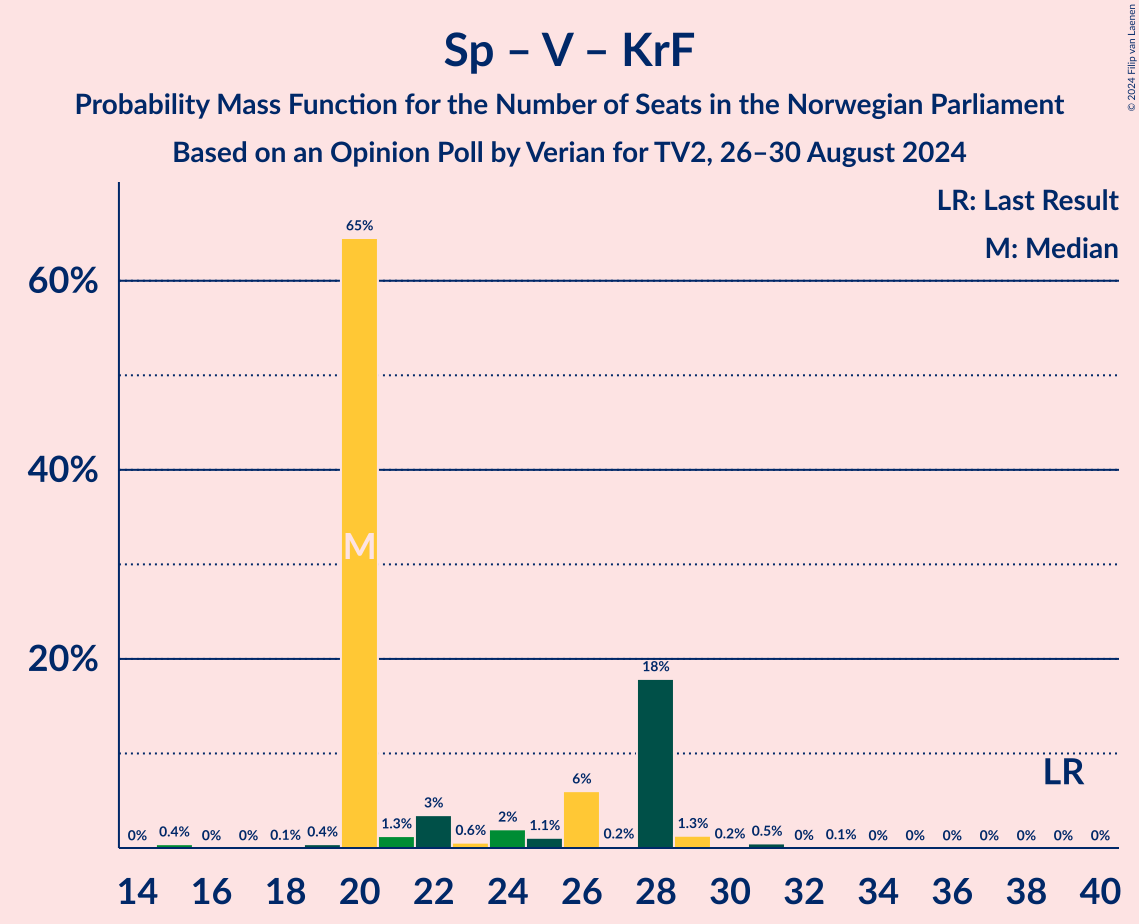 Sp – V – KrF
Probability Mass Function for the Number of Seats in the Norwegian Parliament
Based on an Opinion Poll by Verian for TV2, 26–30 August 2024
© 2024 Filip van Laenen
LR: Last Result
M: Median
60%
40%
20%
65%
M
18%
LR
0% 0.4% 0% 0% 0.1% 0.4% 1.3% 3% 0.6% 2% 1.1% 6% 0.2% 1.3% 0.2% 0.5% 0% 0.1% 0% 0% 0% 0% 0% 0% 0%
14 16 18 20 22 24 26 28 30 32 34 36 38 40